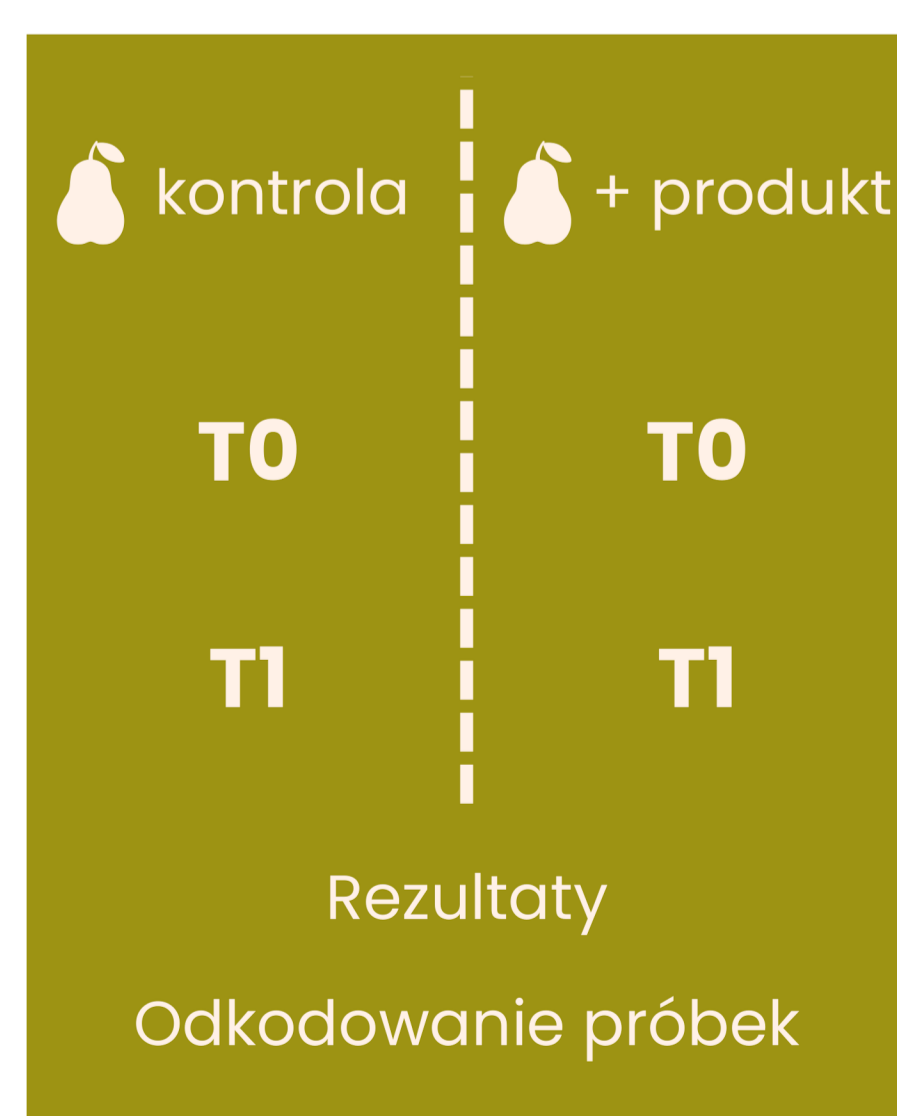 kontrola
+ produkt
T0
T0
T1
T1
Rezultaty
Odkodowanie próbek